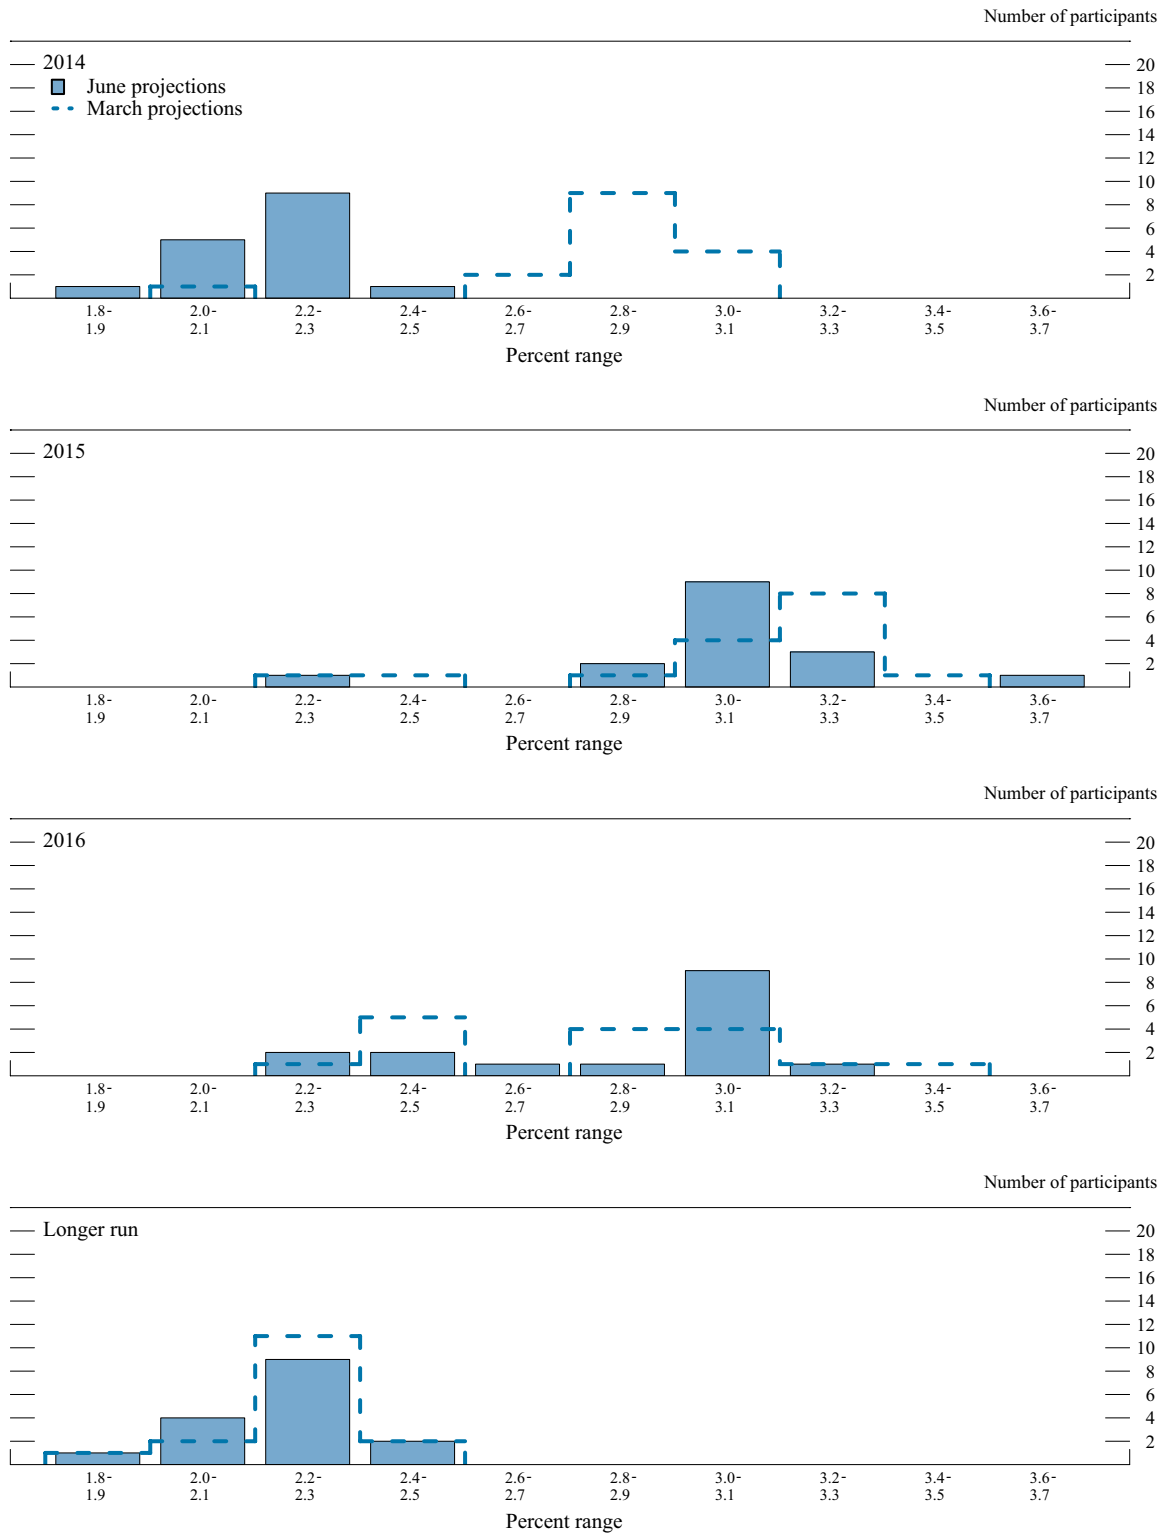 Number of participants
2014
June projections
March projections
20
18
16
14
12
10
8
6
4
2
1.8- 2.0- 2.2- 2.4- 2.6- 2.8- 3.0- 3.2- 3.4- 3.6-
1.9 2.1 2.3 2.5 2.7 2.9 3.1 3.3 3.5 3.7
Percent range
Number of participants
2015
20
18
16
14
12
10
8
6
4
2
1.8- 2.0- 2.2- 2.4- 2.6- 2.8- 3.0- 3.2- 3.4- 3.6-
1.9 2.1 2.3 2.5 2.7 2.9 3.1 3.3 3.5 3.7
Percent range
Number of participants
2016
20
18
16
14
12
10
8
6
4
2
1.8- 2.0- 2.2- 2.4- 2.6- 2.8- 3.0- 3.2- 3.4- 3.6-
1.9 2.1 2.3 2.5 2.7 2.9 3.1 3.3 3.5 3.7
Percent range
Number of participants
Longer run
20
18
16
14
12
10
8
6
4
2
1.8- 2.0- 2.2- 2.4- 2.6- 2.8- 3.0- 3.2- 3.4- 3.6-
1.9 2.1 2.3 2.5 2.7 2.9 3.1 3.3 3.5 3.7
Percent range